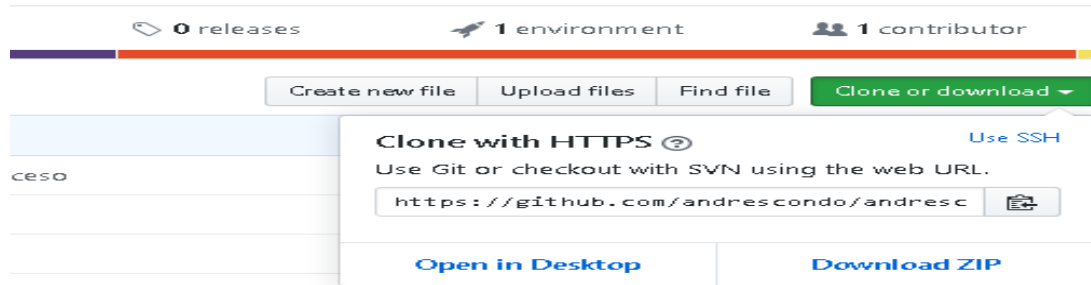 0 releases 1 environment 1 contributor
Create new file Upload files Find file Clone or download
Clone with HTTPS Use SSH
ceso
Use Git or checkout with SVN using the web URL.
https://github.com/andrescondo/andresc
Open in Desktop Download ZIP